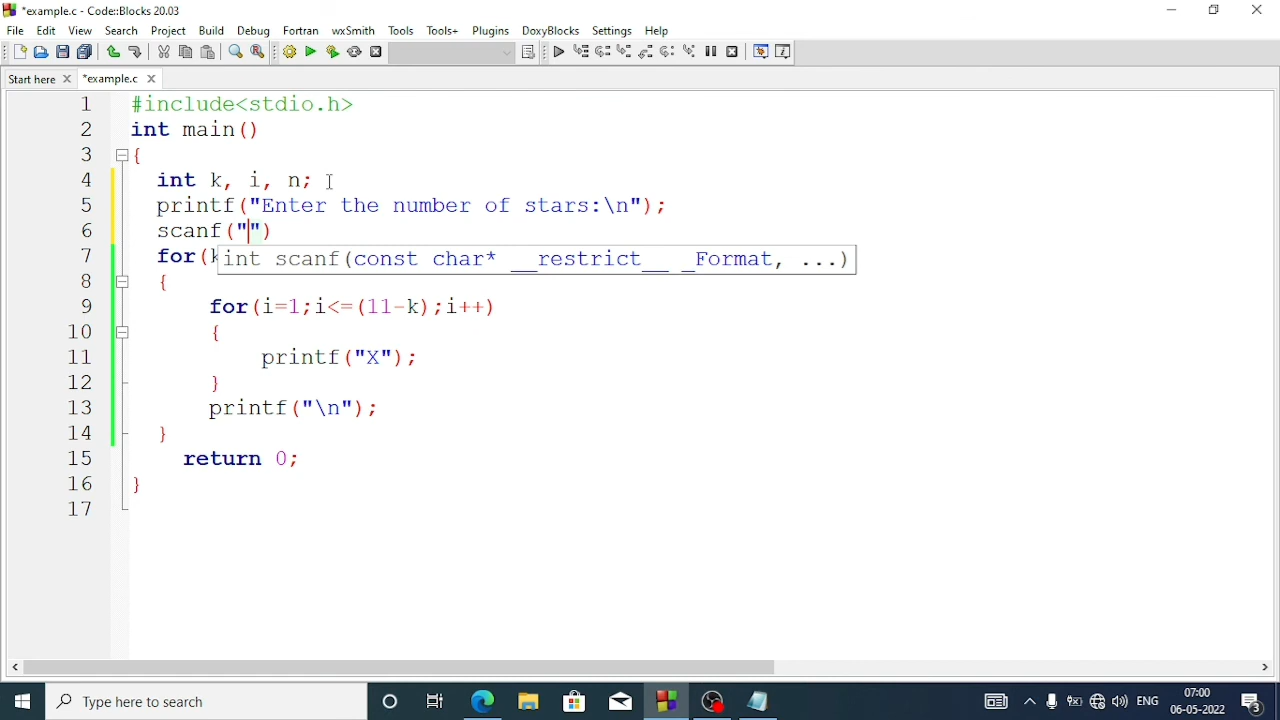 *example.c - Code::Blocks 20.03
File Edit View Search Project Build Debug Fortran wxSmith Tools Tools+ Plugins DoxyBlocks Settings Help
Start here *example.c
1 #include<stdio.h>
2 int main()
3 {
4 int k, i, n;
5 printf("Enter the number of stars:\n");
6 scanf("")
7 for(
int scanf(const char* __restrict__ _Format, ...)
8 {
9 for(i=1;i<=(11-k);i++)
10 {
11 printf("X");
12 }
13 printf("\n");
14 }
15 return 0;
16 }
17
Type here to search
ENG
07:00
06-05-2022
3